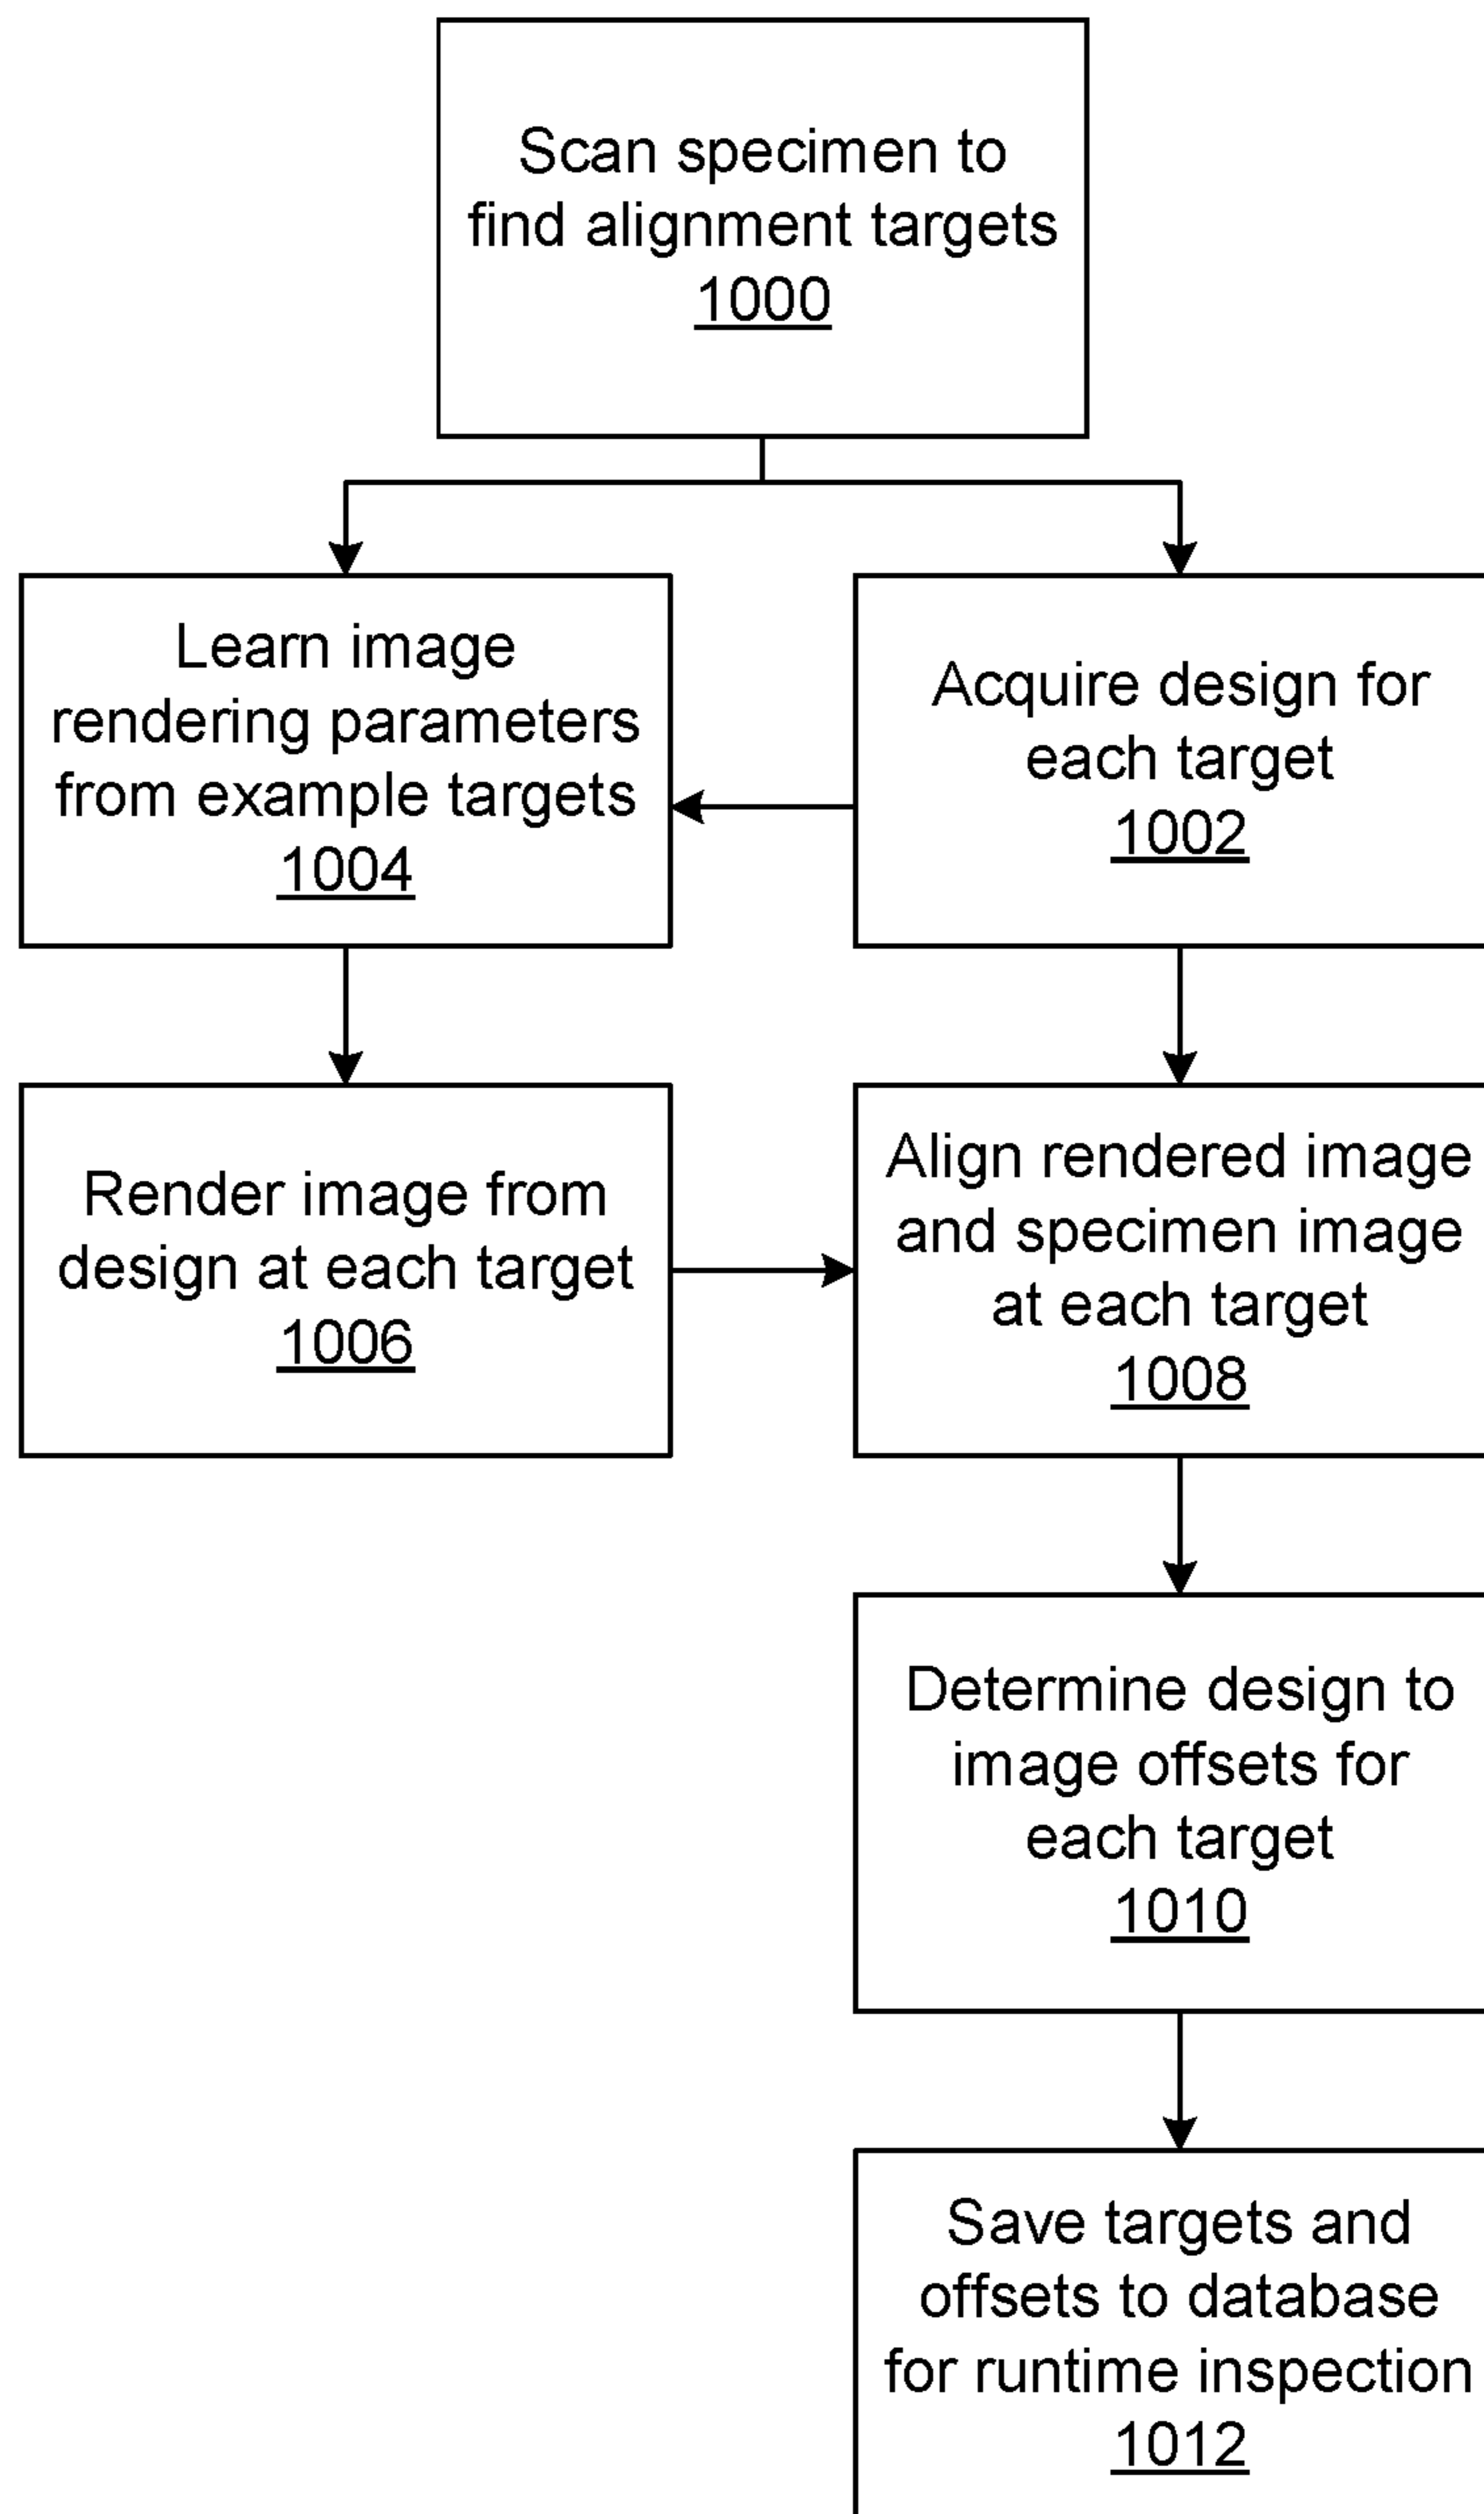 Scan specimen to
find alignment targets
1000
Learn image
rendering parameters
from example targets
1004
Acquire design for
each target
1002
Render image from
design at each target
1006
Align rendered image
and specimen image
at each target
1008
Determine design to
image offsets for
each target
1010
Save targets and
offsets to database
for runtime inspection
1012